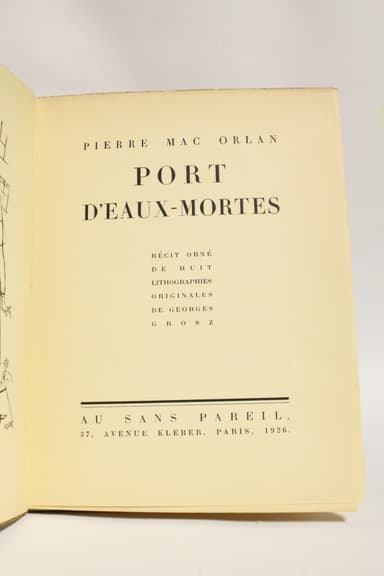 PIERRE MAC ORLAN
PORT
D'EAUX-MORTES
RÉCIT ORNÉ
DE HUIT
LITHOGRAPHIES
ORIGINALES
DE GEORGES
GROSZ
AU SANS PAREIL.
37, AVENUE KLÉBER, PARIS, 1926.